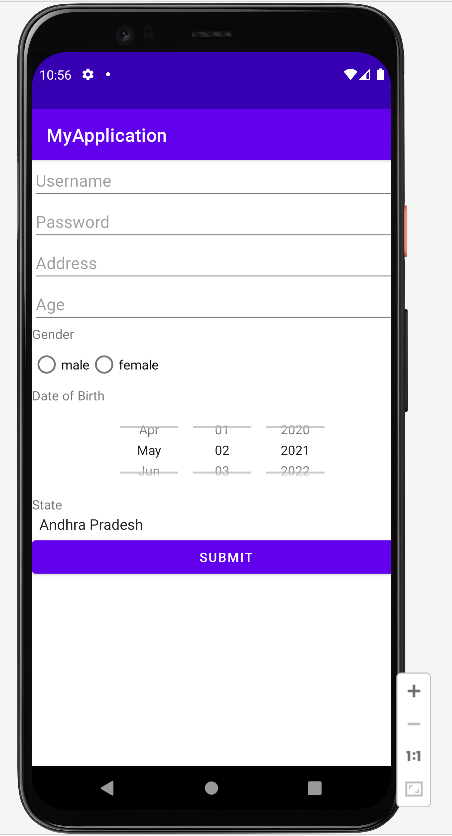 10:56
MyApplication
Username
Password
Address
Age
Gender
male female
Date of Birth
Apr 01 2020
May 02 2021
Jun 03 2022
State
Andhra Pradesh
SUBMIT
1:1